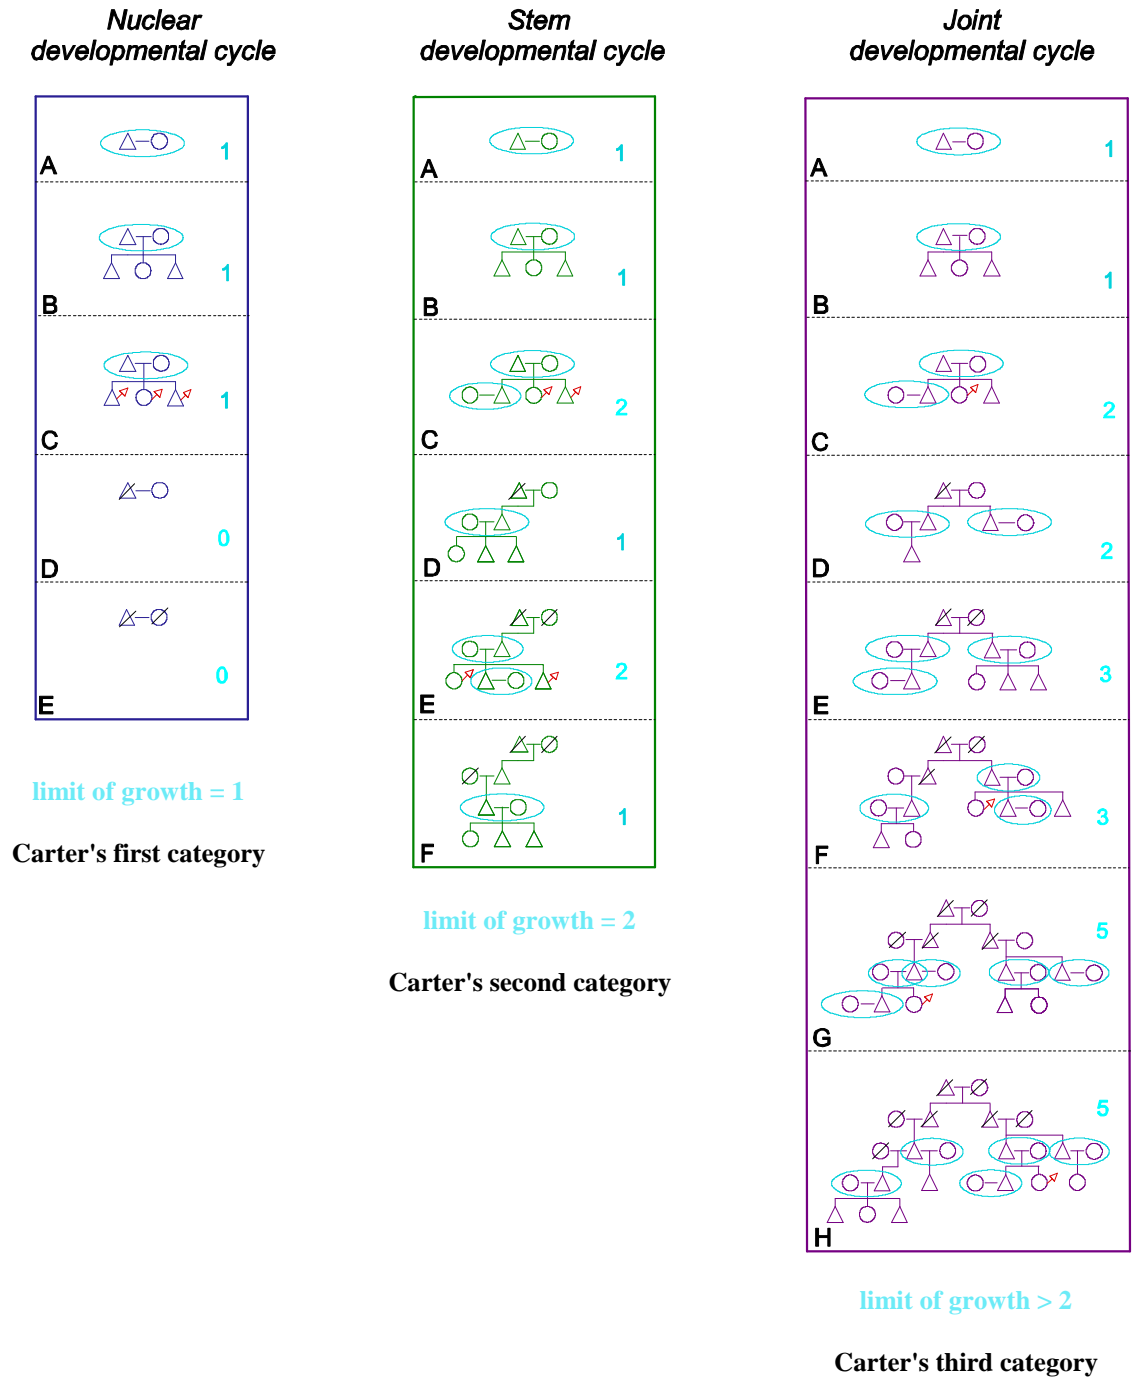 Nuclear
developmental cycle
A
1
B
1
C
1
D
0
E
0
limit of growth = 1
Carter's first category
Stem
developmental cycle
A
1
B
1
C
2
D
1
E
2
F
1
limit of growth = 2
Carter's second category
Joint
developmental cycle
A
1
B
1
C
2
D
2
E
3
F
3
G
5
H
5
limit of growth > 2
Carter's third category